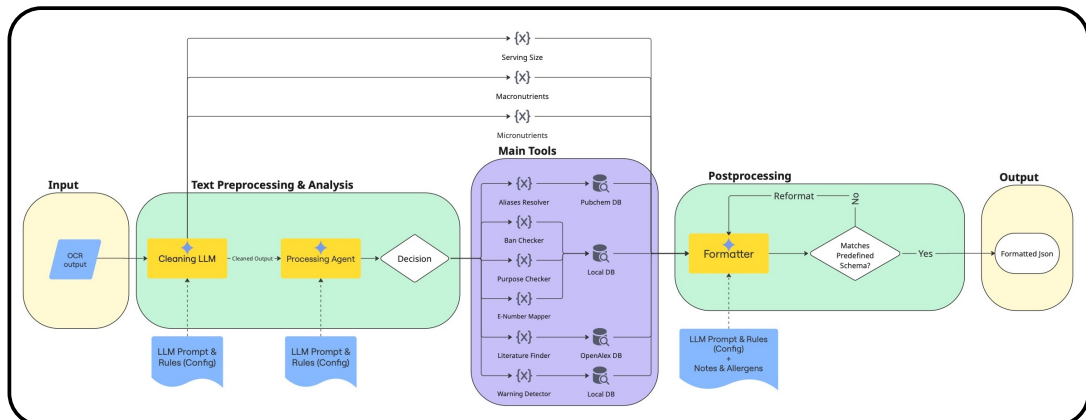 {x}
Serving Size
{x}
Macronutrients
{x}
Micronutrients
Input
OCR
output
Text Preprocessing & Analysis
Cleaning LLM
Cleaned Output
Processing Agent
Decision
LLM Prompt &
Rules (Config)
LLM Prompt &
Rules (Config)
Main Tools
{x}
Aliases Resolver
Pubchem DB
{x}
Ban Checker
{x}
Purpose Checker
Local DB
{x}
E-Number Mapper
{x}
Literature Finder
OpenAlex DB
{x}
Warning Detector
Local DB
Postprocessing
Reformat
No
Formatter
Matches
Predefined
Schema?
Yes
LLM Prompt & Rules
(Config)
+
Notes & Allergens
Output
Formatted Json